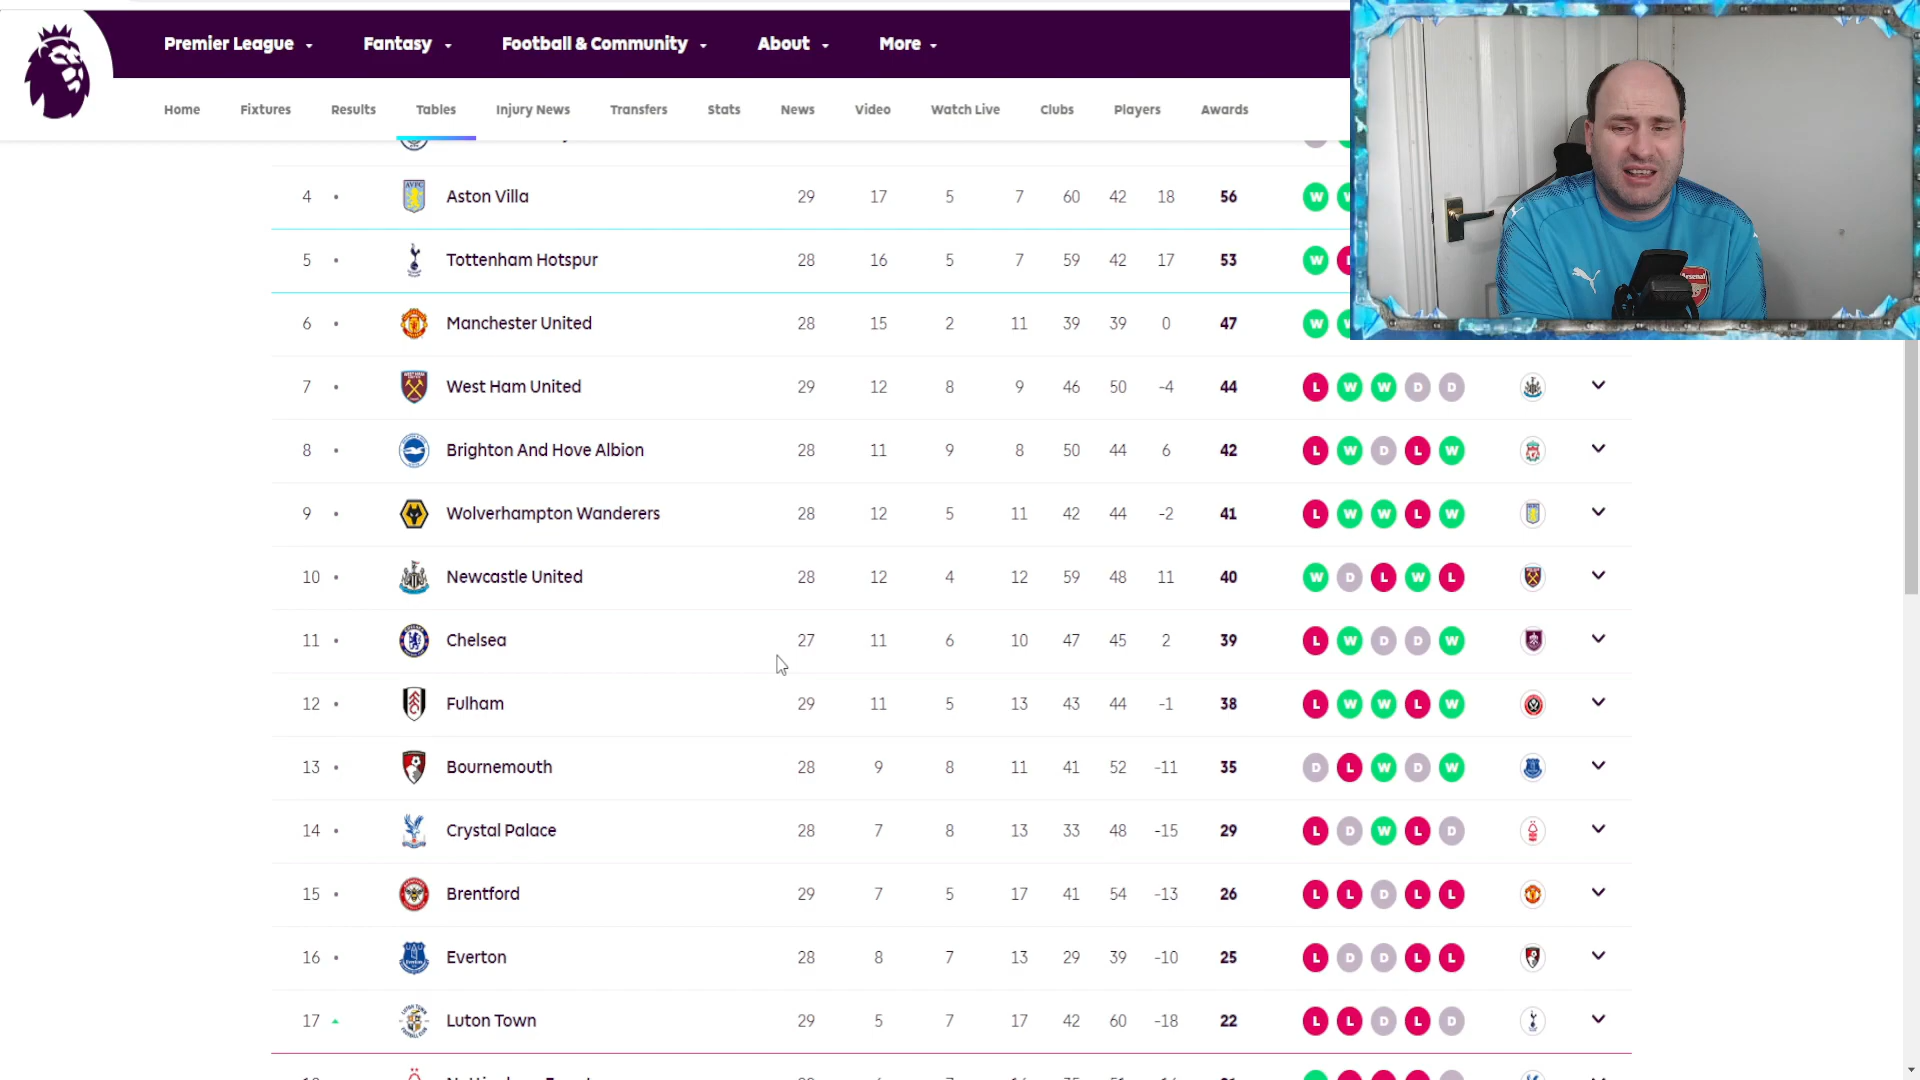 Premier League Fantasy Football & Community About More
Home Fixtures Results Tables Injury News Transfers Stats News Video Watch Live Clubs Players Awards
4 Aston Villa 29 17 5 7 60 42 18 56 W
5 Tottenham Hotspur 28 16 5 7 59 42 17 53 W
6 Manchester United 28 15 2 11 39 39 0 47 W
7 West Ham United 29 12 8 9 46 50 -4 44 L W W D D
8 Brighton And Hove Albion 28 11 9 8 50 44 6 42 L W D L W
9 Wolverhampton Wanderers 28 12 5 11 42 44 -2 41 L W W L W
10 Newcastle United 28 12 4 12 59 48 11 40 W D L W L
11 Chelsea 27 11 6 10 47 45 2 39 L W D D W
12 Fulham 29 11 5 13 43 44 -1 38 L W W L W
13 Bournemouth 28 9 8 11 41 52 -11 35 D L W D W
14 Crystal Palace 28 7 8 13 33 48 -15 29 L D W L D
15 Brentford 29 7 5 17 41 54 -13 26 L L D L L
16 Everton 28 8 7 13 29 39 -10 25 L D D L L
17 Luton Town 29 5 7 17 42 60 -18 22 L L D L D
Arsenal